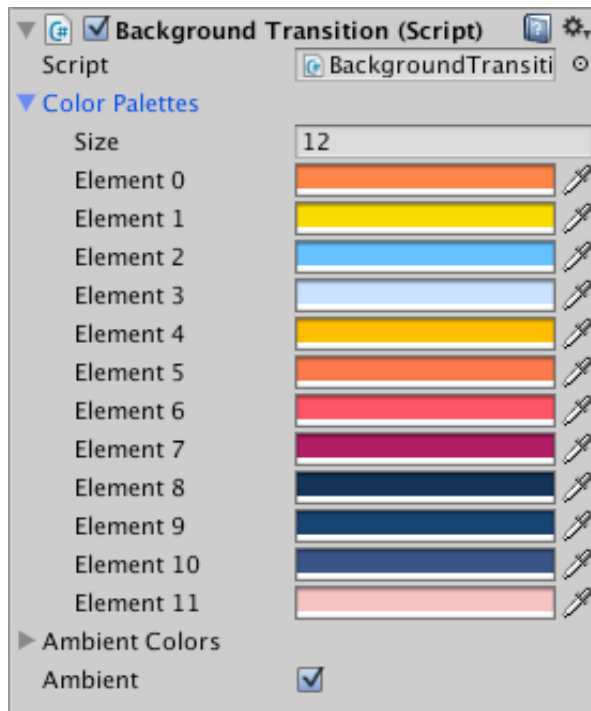 Background Transition (Script)
Script BackgroundTransiti
Color Palettes
Size 12
Element 0
Element 1
Element 2
Element 3
Element 4
Element 5
Element 6
Element 7
Element 8
Element 9
Element 10
Element 11
Ambient Colors
Ambient